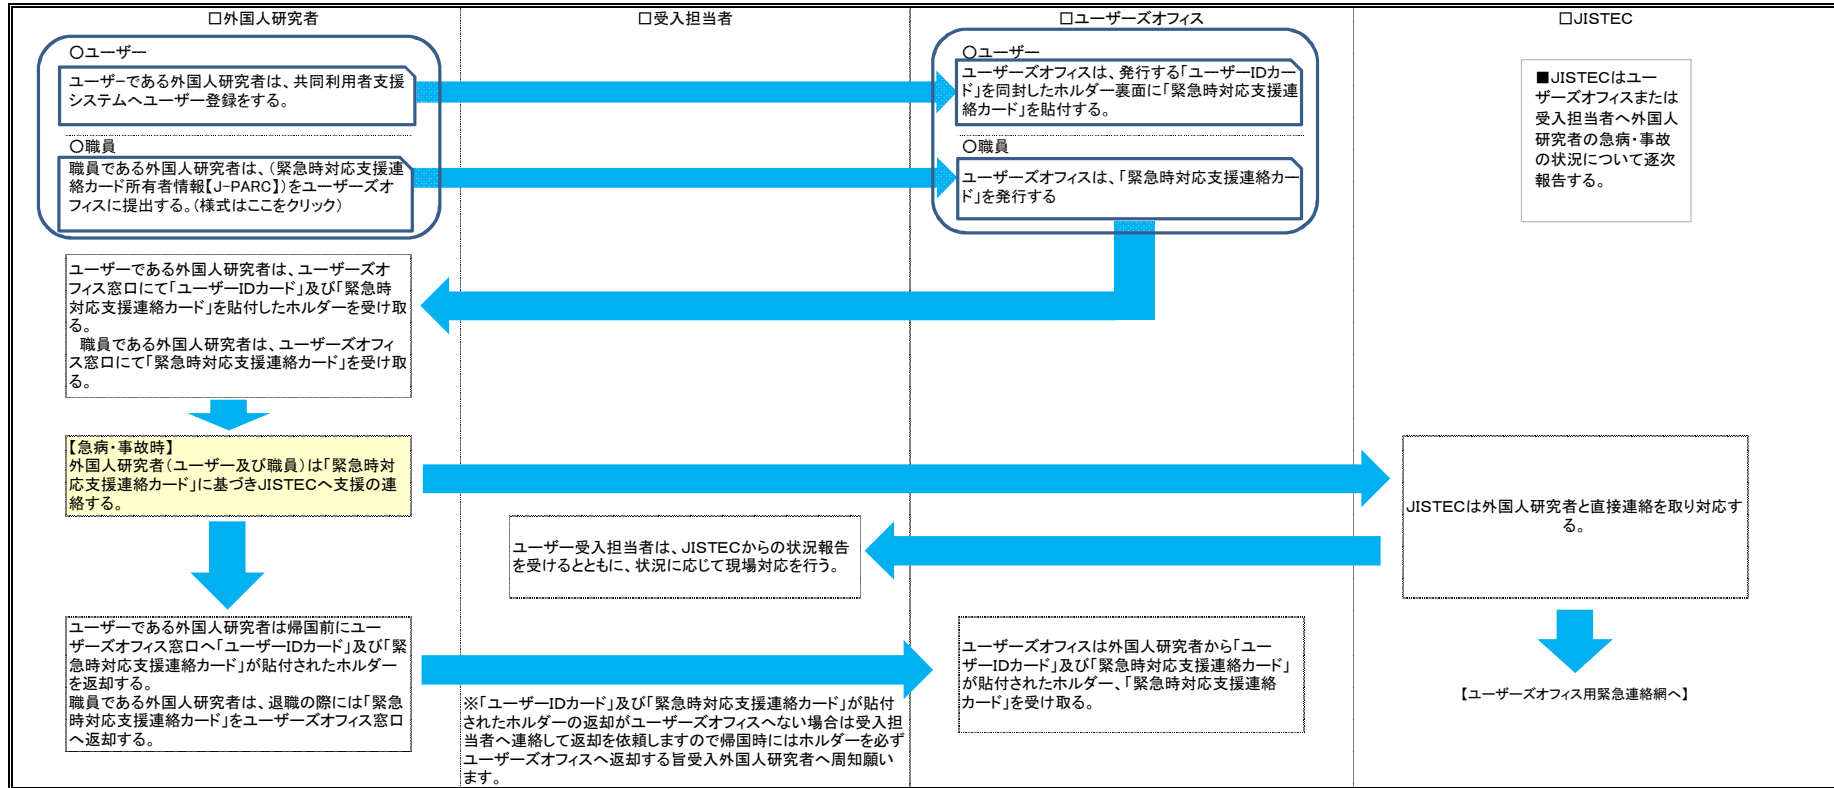 □外国人研究者
□受入担当者
□ユーザーズオフィス
□JISTEC
○ユーザー
ユーザーである外国人研究者は、共同利用者支援
システムへユーザー登録をする。
○職員
職員である外国人研究者は、（緊急時対応支援連
絡カード所有者情報【J-PARC】）をユーザーズオ
フィスに提出する。（様式はここをクリック）
○ユーザー
ユーザーズオフィスは、発行する「ユーザーIDカー
ド」を同封したホルダー裏面に「緊急時対応支援連
絡カード」を貼付する。
○職員
ユーザーズオフィスは、「緊急時対応支援連絡カー
ド」を発行する
■JISTECはユー
ザーズオフィスまたは
受入担当者へ外国人
研究者の急病・事故
の状況について逐次
報告する。
ユーザーである外国人研究者は、ユーザーズオ
フィス窓口にて「ユーザーIDカード」及び「緊急時
対応支援連絡カード」を貼付したホルダーを受け取
る。
職員である外国人研究者は、ユーザーズオフィ
ス窓口にて「緊急時対応支援連絡カード」を受け取
る。
【急病・事故時】
外国人研究者（ユーザー及び職員）は「緊急時対
応支援連絡カード」に基づきJISTECへ支援の連
絡する。
JISTECは外国人研究者と直接連絡を取り対応す
る。
ユーザー受入担当者は、JISTECからの状況報告
を受けるとともに、状況に応じて現場対応を行う。
ユーザーである外国人研究者は帰国前にユー
ザーズオフィス窓口へ「ユーザーIDカード」及び「緊
急時対応支援連絡カード」が貼付されたホルダー
を返却する。
職員である外国人研究者は、退職の際には「緊急
時対応支援連絡カード」をユーザーズオフィス窓口
へ返却する。
※「ユーザーIDカード」及び「緊急時対応支援連絡カード」が貼付
されたホルダーの返却がユーザーズオフィスへない場合は受入担
当者へ連絡して返却を依頼しますので帰国時にはホルダーを必ず
ユーザーズオフィスへ返却する旨受入外国人研究者へ周知願い
ます。
ユーザーズオフィスは外国人研究者から「ユー
ザーIDカード」及び「緊急時対応支援連絡カード」
が貼付されたホルダー、「緊急時対応支援連絡
カード」を受け取る。
【ユーザーズオフィス用緊急連絡網へ】